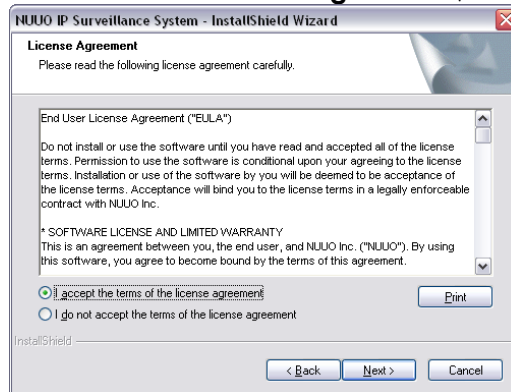 NUUO IP Surveillance System - InstallShield Wizard
License Agreement
Please read the following license agreement carefully.
End User License Agreement ("EULA")
Do not install or use the software until you have read and accepted all of the license
terms. Permission to use the software is conditional upon your agreeing to the license
terms. Installation or use of the software by you will be deemed to be acceptance of
the license terms. Acceptance will bind you to the license terms in a legally enforceable
contract with NUUO Inc.
* SOFTWARE LICENSE AND LIMITED WARRANTY
This is an agreement between you, the end user, and NUUO Inc. ("NUUO"). By using
this software, you agree to become bound by the terms of this agreement.
I accept the terms of the license agreement
Print
I do not accept the terms of the license agreement
InstallShield
< Back
Next >
Cancel